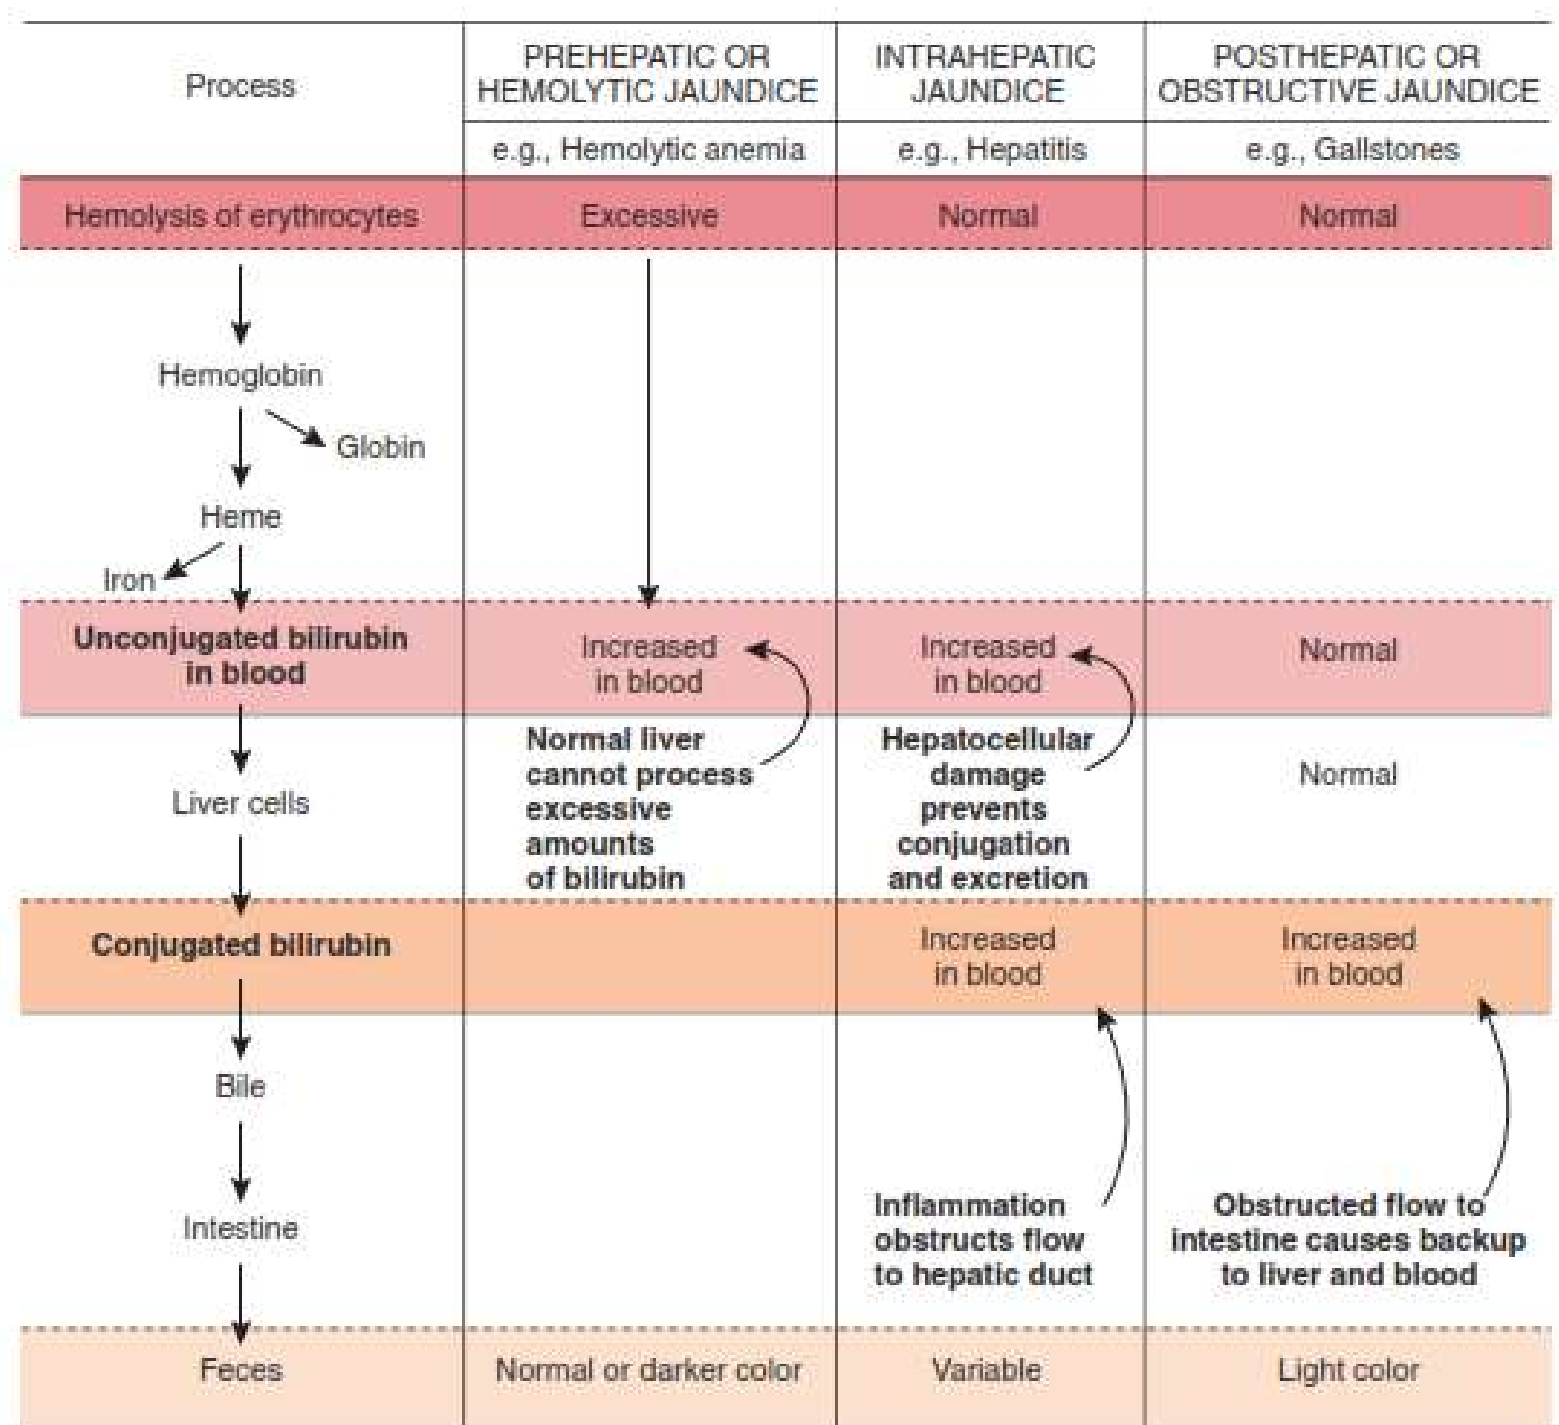 Process
PREHEPATIC OR
HEMOLYTIC JAUNDICE
INTRAHEPATIC
JAUNDICE
POSTHEPATIC OR
OBSTRUCTIVE JAUNDICE
e.g., Hemolytic anemia
e.g., Hepatitis
e.g., Gallstones
Hemolysis of erythrocytes
Excessive
Normal
Normal
Hemoglobin
Globin
Heme
Iron
Unconjugated bilirubin
in blood
Increased
in blood
Increased
in blood
Normal
Liver cells
Normal liver
cannot process
excessive
amounts
of bilirubin
Hepatocellular
damage
prevents
conjugation
and excretion
Normal
Conjugated bilirubin
Increased
in blood
Increased
in blood
Bile
Intestine
Inflammation
obstructs flow
to hepatic duct
Obstructed flow to
intestine causes backup
to liver and blood
Feces
Normal or darker color
Variable
Light color